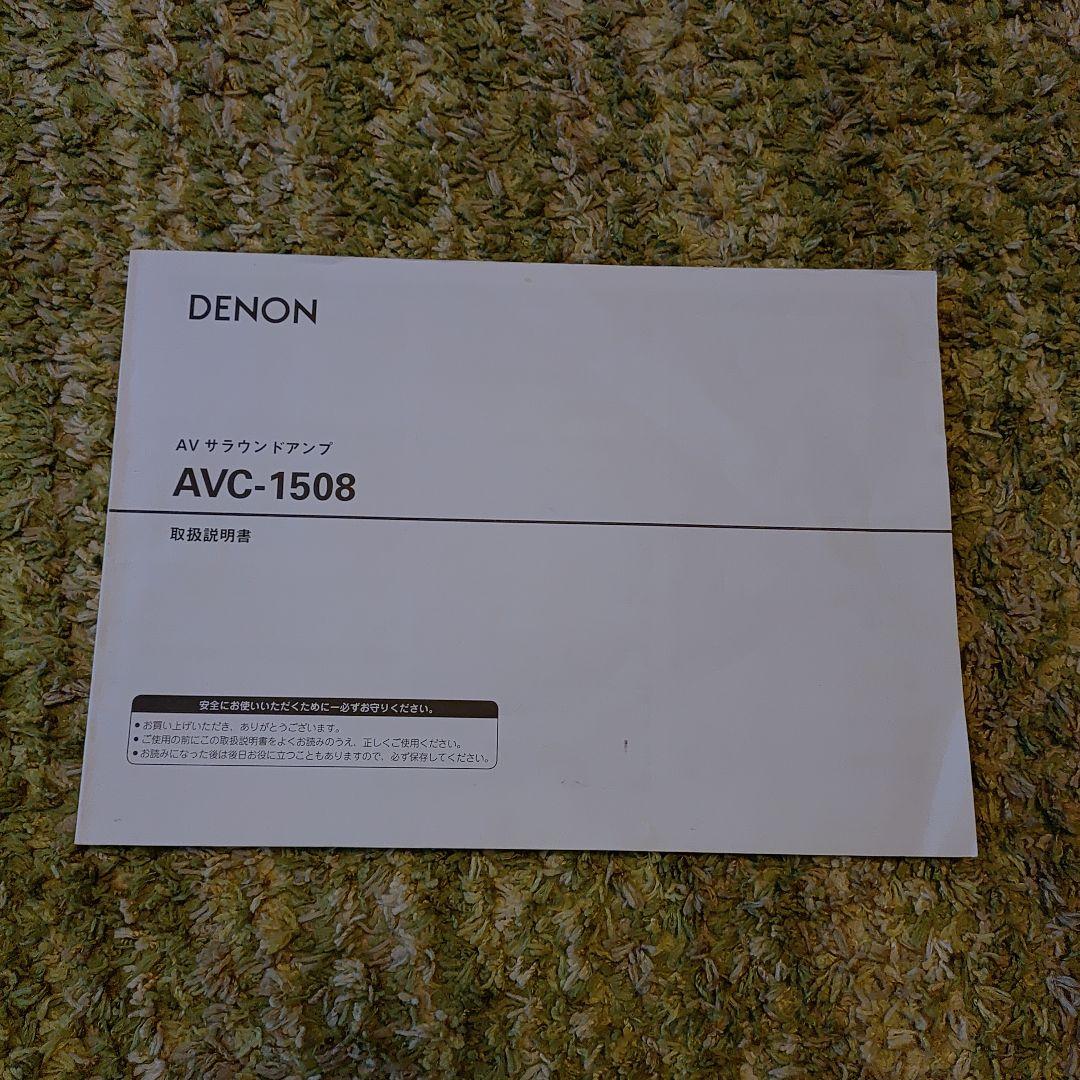 DENON
AV サラウンドアンプ
AVC-1508
取扱説明書
安全にお使いいただくために―必ずお守りください。
● お買い上げいただき、ありがとうございます。
● ご使用の前にこの取扱説明書をよくお読みのうえ、正しくご使用ください。
● お読みになった後は後日お役に立つこともありますので、必ず保存してください。